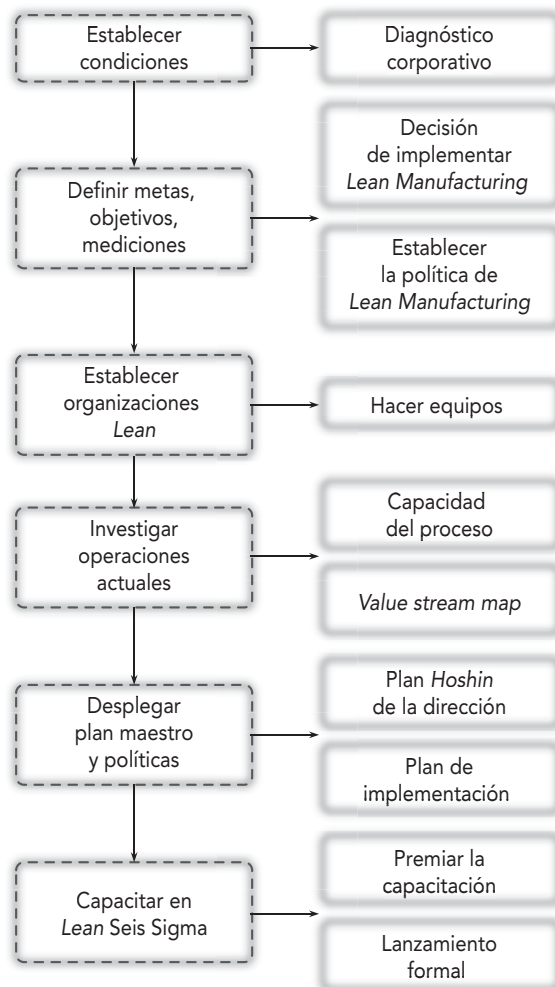 Establecer
condiciones
Diagnóstico
corporativo
Decisión
de implementar
Lean Manufacturing
Definir metas,
objetivos,
mediciones
Establecer
la política de
Lean Manufacturing
Establecer
organizaciones
Lean
Hacer equipos
Capacidad
del proceso
Investigar
operaciones
actuales
Value stream map
Plan Hoshin
de la dirección
Desplegar
plan maestro
y políticas
Plan de
implementación
Premiar la
capacitación
Capacitar en
Lean Seis Sigma
Lanzamiento
formal